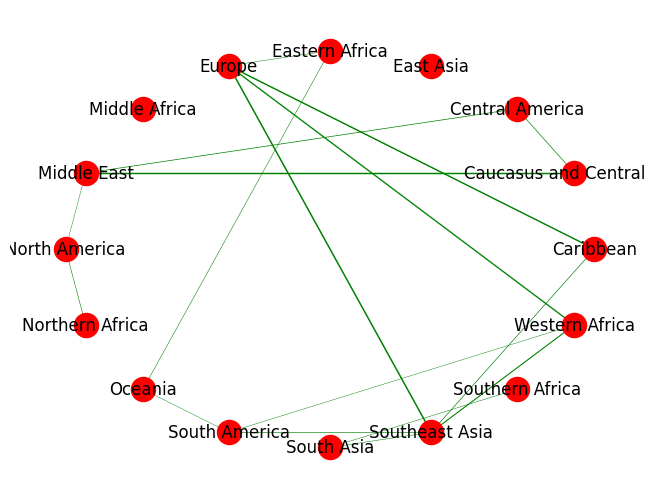 Eastern Africa
Europe
East Asia
Middle Africa
Central America
Middle East
Caucasus and Central
North America
Caribbean
Northern Africa
Western Africa
Oceania
Southern Africa
South America
Southeast Asia
South Asia